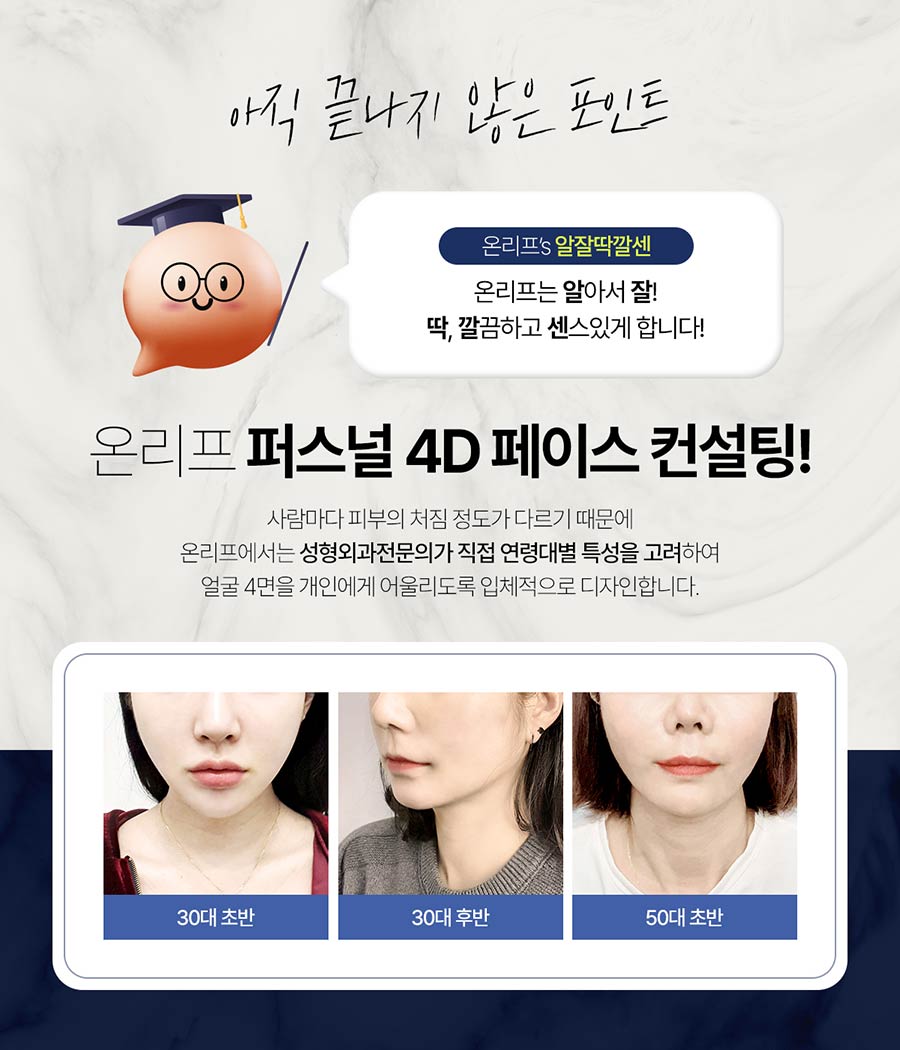 아직 끝나지 않은 포인트
온리프's 알잘딱깔센
온리프는 알아서 잘!
딱, 깔끔하고 센스있게 합니다!
온리프 퍼스널 4D 페이스 컨설팅!
사람마다 피부의 처짐 정도가 다르기 때문에
온리프에서는 성형외과전문의가 직접 연령대별 특성을 고려하여
얼굴 4면을 개인에게 어울리도록 입체적으로 디자인합니다.
30대 초반
30대 후반
50대 초반